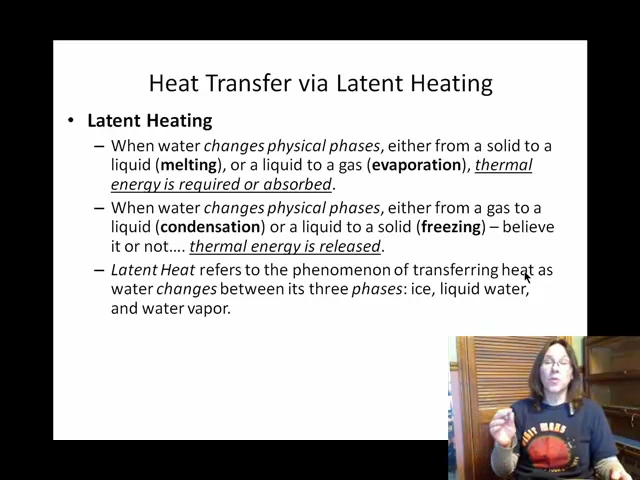 Heat Transfer via Latent Heating
• Latent Heating
– When water changes physical phases, either from a solid to a
liquid (melting), or a liquid to a gas (evaporation), thermal
energy is required or absorbed.
– When water changes physical phases, either from a gas to a
liquid (condensation) or a liquid to a solid (freezing) – believe
it or not.... thermal energy is released.
– Latent Heat refers to the phenomenon of transferring heat as
water changes between its three phases: ice, liquid water,
and water vapor.
VISIT MARS